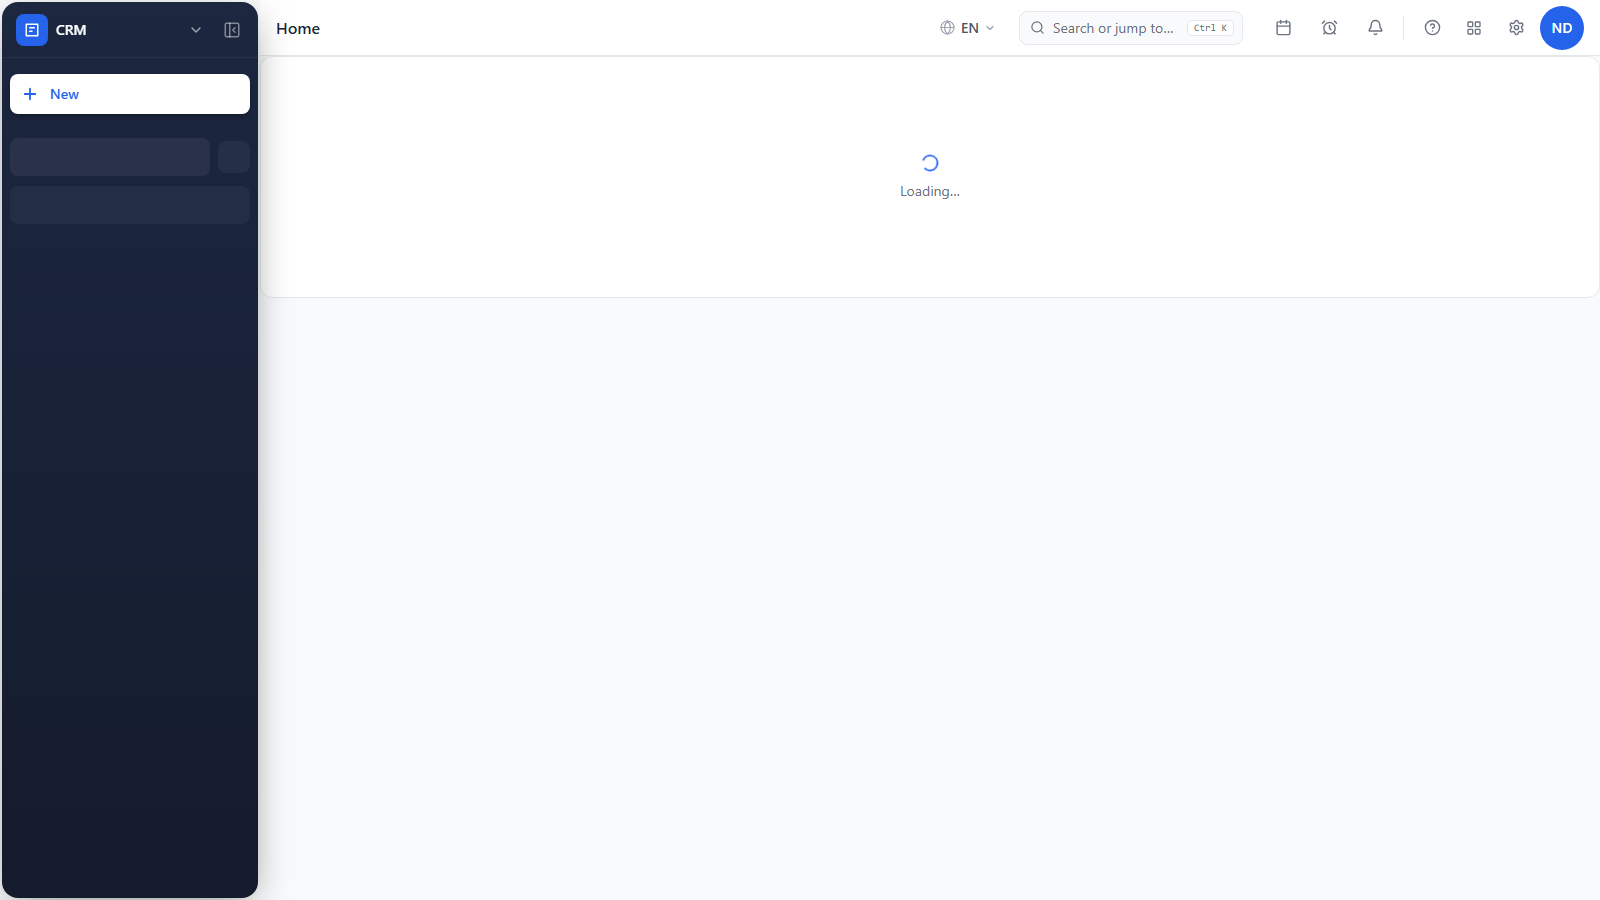 CRM
Home
EN
Search or jump to...
Ctrl K
ND
New
Loading...